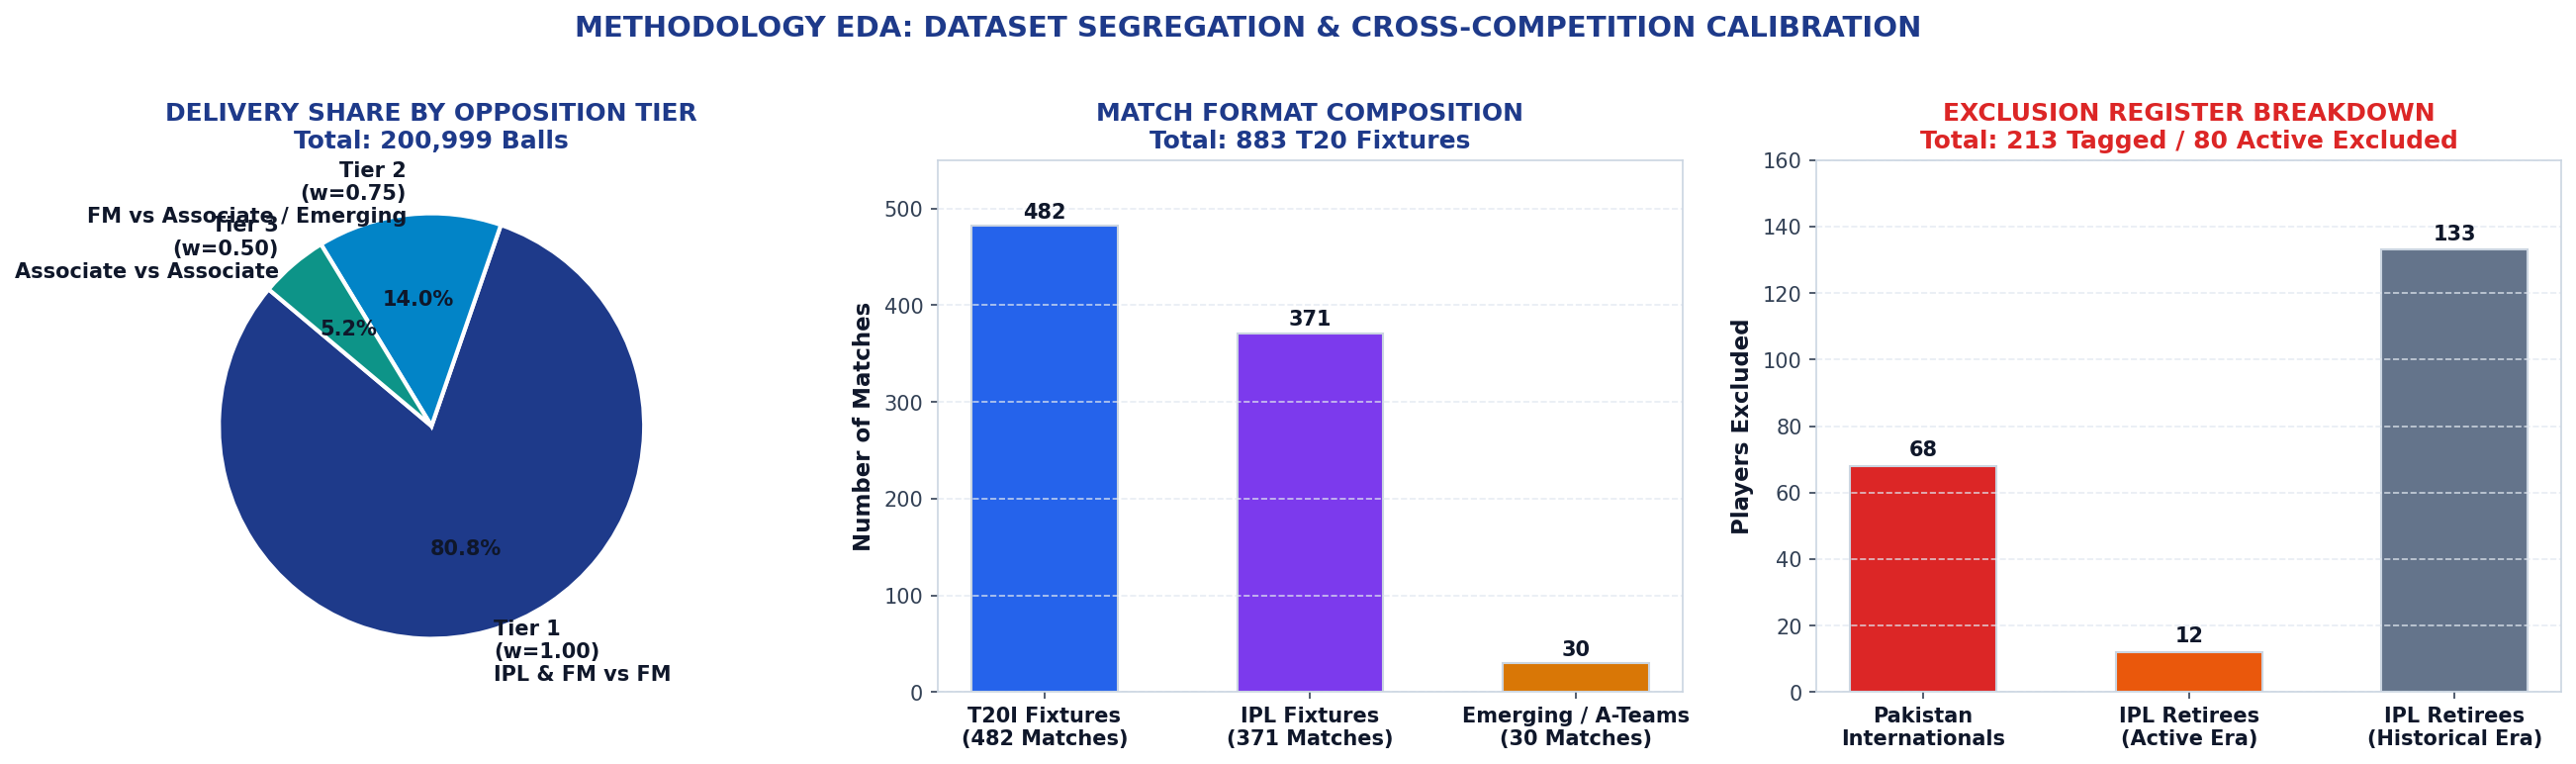 METHODOLOGY EDA: DATASET SEGREGATION & CROSS-COMPETITION CALIBRATION
DELIVERY SHARE BY OPPOSITION TIER
Total: 200,999 Balls
Tier 2
(w=0.75)
FM vs Associate / Emerging
Tier 3
(w=0.50)
Associate vs Associate
14.0%
5.2%
80.8%
Tier 1
(w=1.00)
IPL & FM vs FM
MATCH FORMAT COMPOSITION
Total: 883 T20 Fixtures
Number of Matches
500
400
300
200
100
0
482
371
30
T20I Fixtures
(482 Matches)
IPL Fixtures
(371 Matches)
Emerging / A-Teams
(30 Matches)
EXCLUSION REGISTER BREAKDOWN
Total: 213 Tagged / 80 Active Excluded
Players Excluded
160
140
120
100
80
60
40
20
0
68
12
133
Pakistan
Internationals
IPL Retirees
(Active Era)
IPL Retirees
(Historical Era)